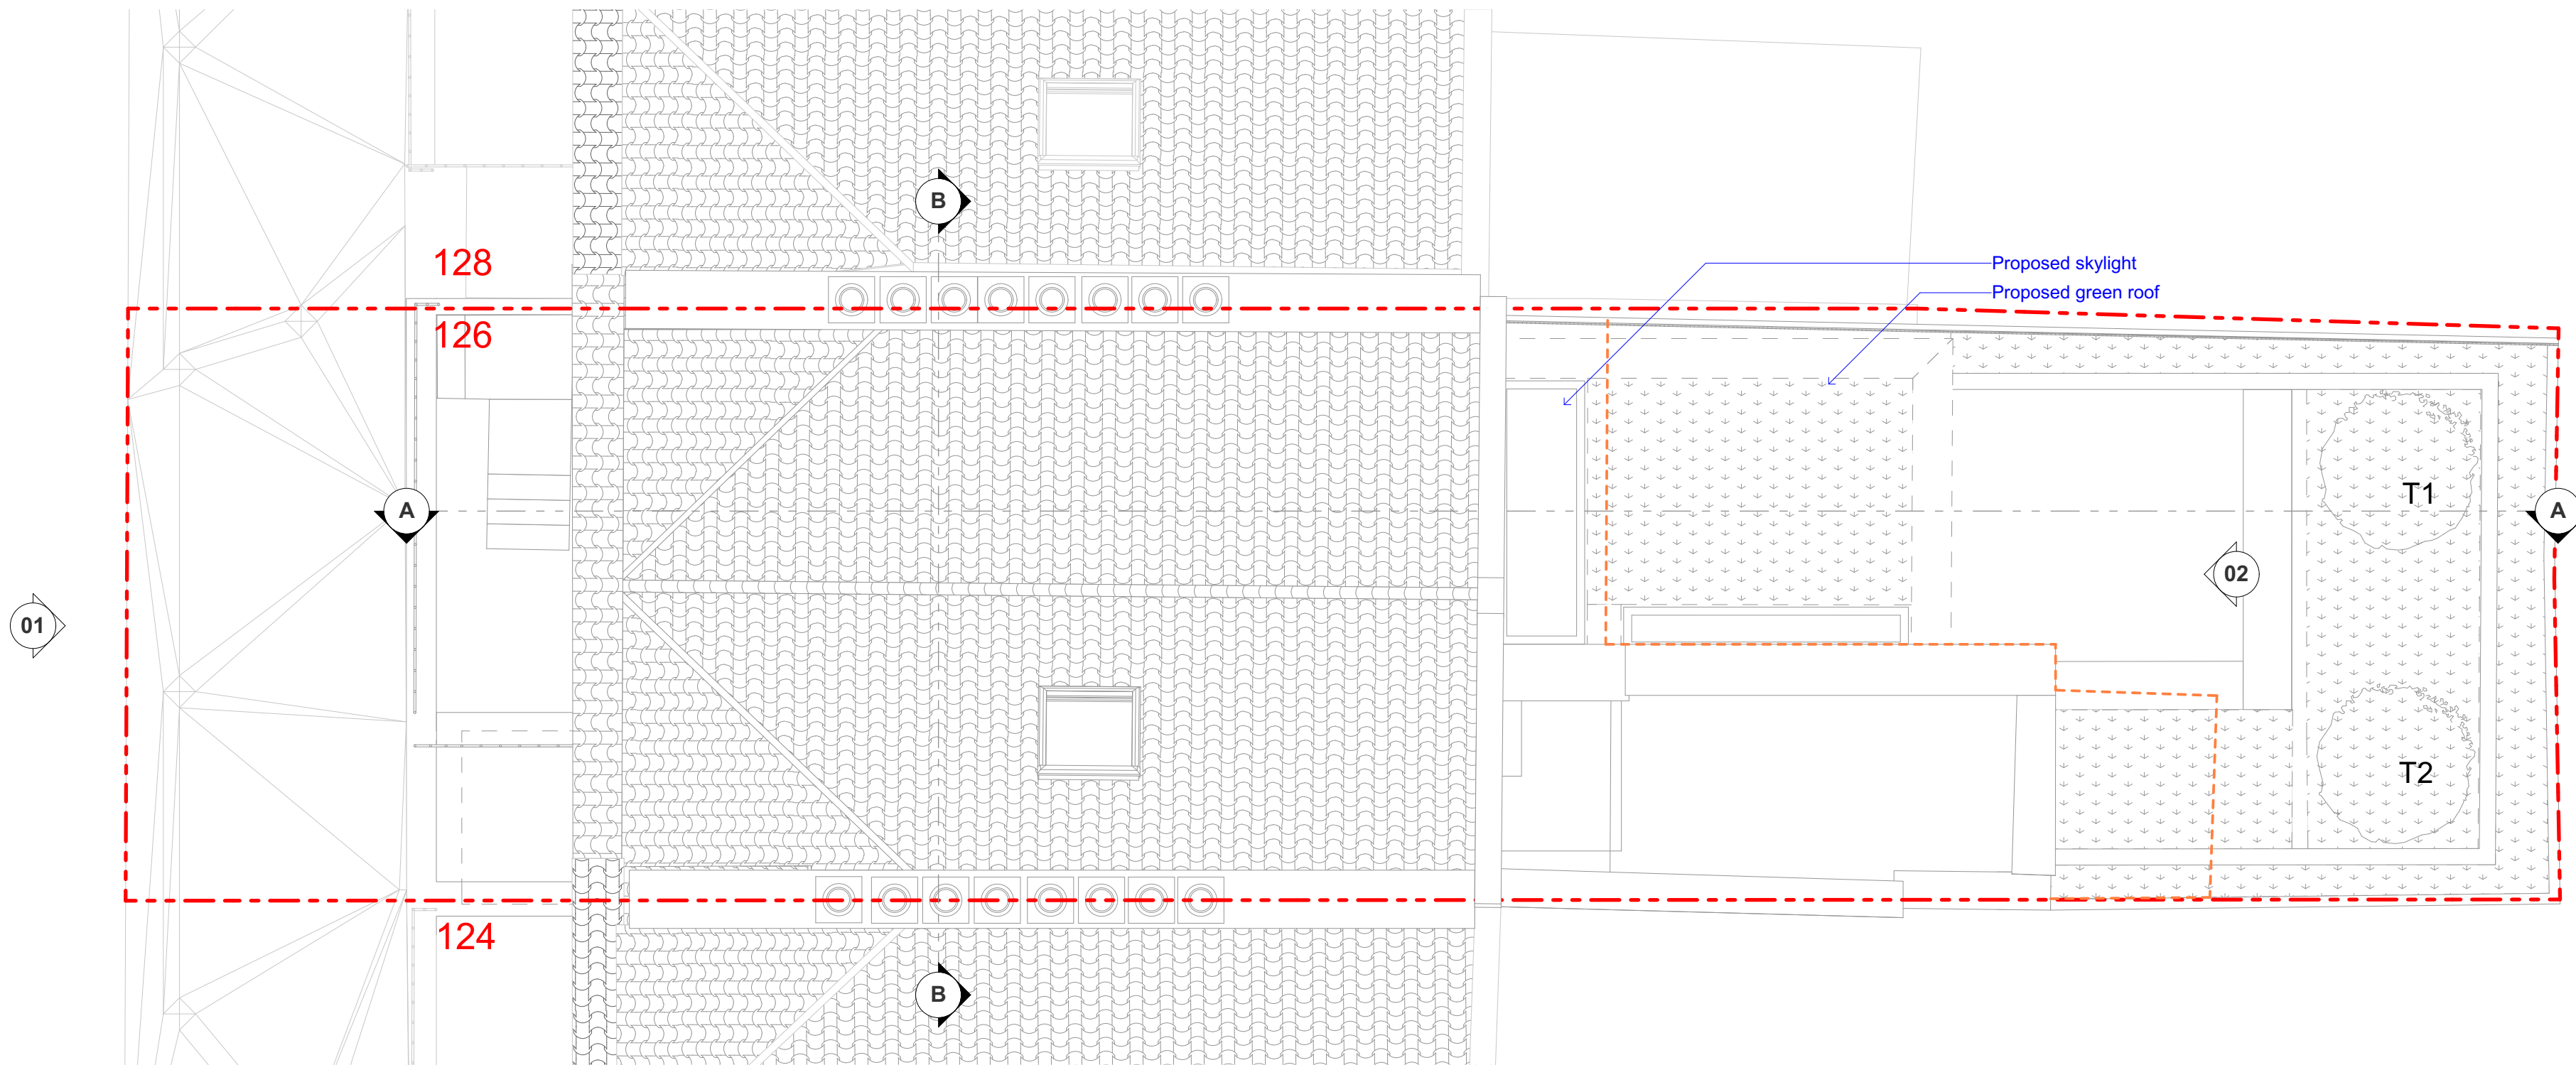 B
128
Proposed skylight
Proposed green roof
126
T1
A
A
02
01
T2
124
B